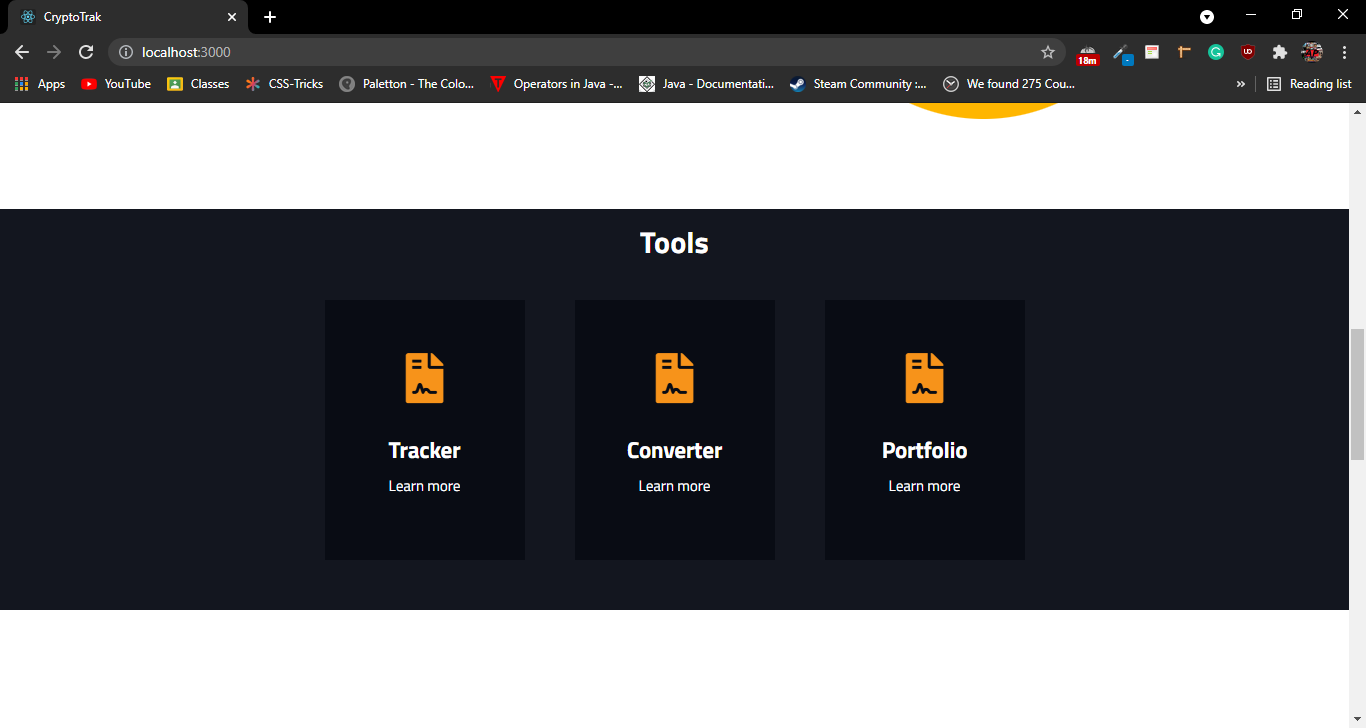 CryptoTrak
localhost:3000
18m
Apps YouTube Classes CSS-Tricks Paletton - The Colo... Operators in Java -... Java - Documentati... Steam Community :... We found 275 Cou... » Reading list
Tools
Tracker Converter Portfolio
Learn more Learn more Learn more